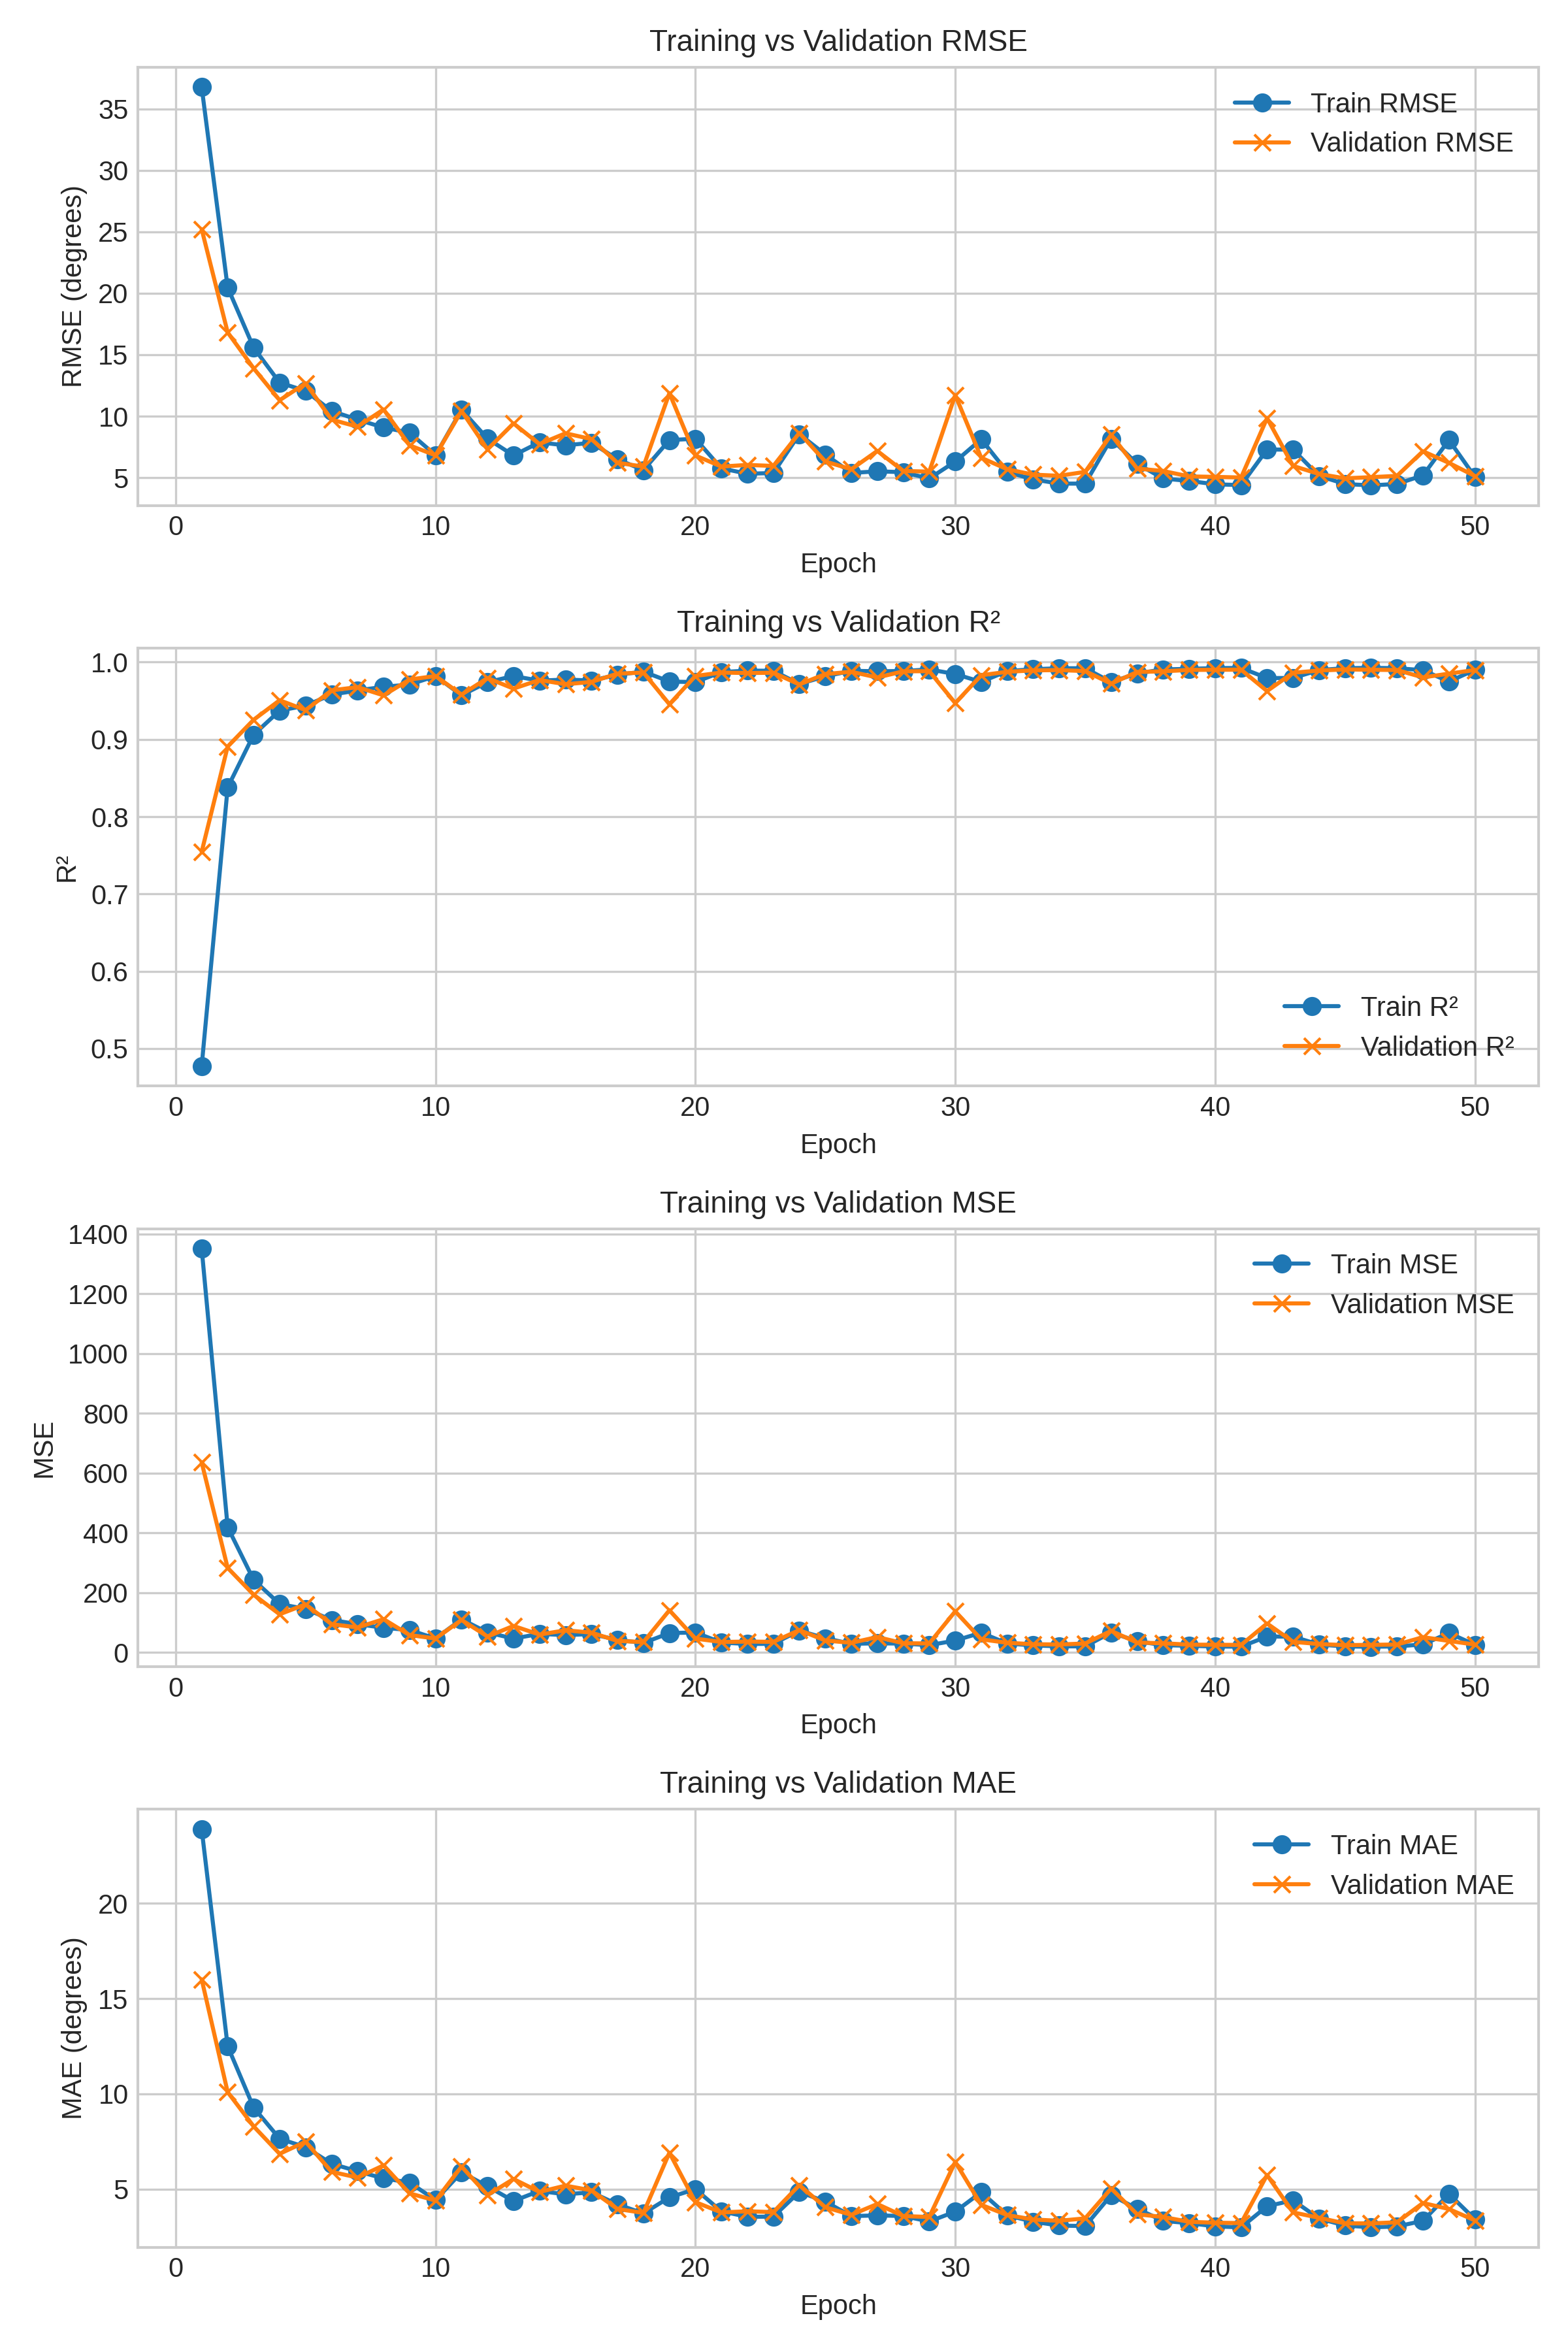 Training vs Validation RMSE
RMSE (degrees)
35
30
25
20
15
10
5
Train RMSE
Validation RMSE
0 10 20 30 40 50
Epoch
Training vs Validation R²
R²
1.0
0.9
0.8
0.7
0.6
0.5
Train R²
Validation R²
0 10 20 30 40 50
Epoch
Training vs Validation MSE
MSE
1400
1200
1000
800
600
400
200
0
Train MSE
Validation MSE
0 10 20 30 40 50
Epoch
Training vs Validation MAE
MAE (degrees)
20
15
10
5
Train MAE
Validation MAE
0 10 20 30 40 50
Epoch